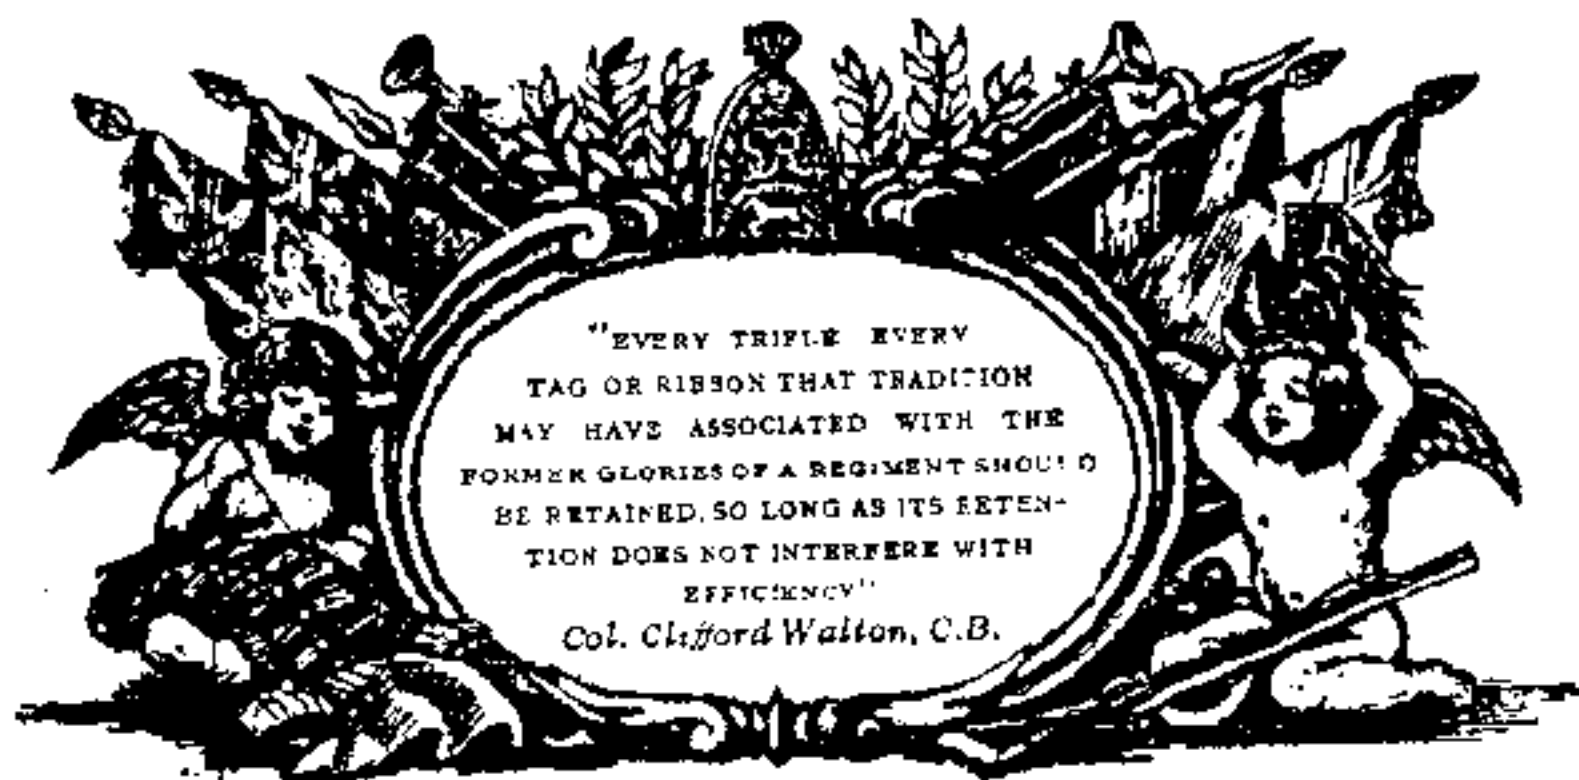 "EVERY TRIFLE EVERY
TAG OR RIBBON THAT TRADITION
MAY HAVE ASSOCIATED WITH THE
FORMER GLORIES OF A REGIMENT SHOULD
BE RETAINED, SO LONG AS ITS RETEN-
TION DOES NOT INTERFERE WITH
EFFICIENCY"
Col. Clifford Walton, C.B.